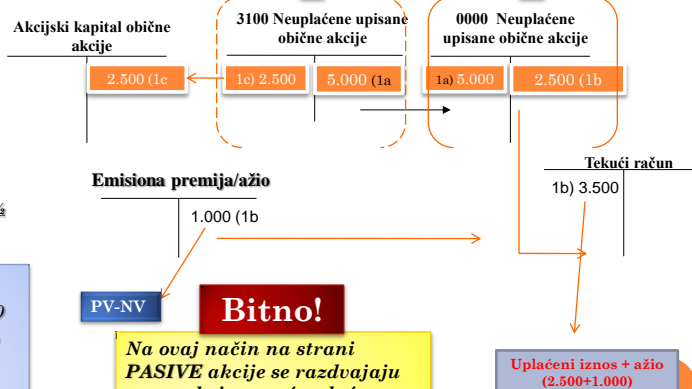 Akcijski kapital obične
akcije
3100 Neuplaćene upisane
obične akcije
0000 Neuplaćene
upisane obične akcije
2.500 (1c
1c) 2.500
5.000 (1a
1a) 5.000
2.500 (1b
Tekući račun
1b) 3.500
Emisiona premija/ažio
1.000 (1b
½
PV-NV
Bitno!
Na ovaj način na strani
PASIVE akcije se razdvajaju
Uplaćeni iznos + ažio
(2.500+1.000)